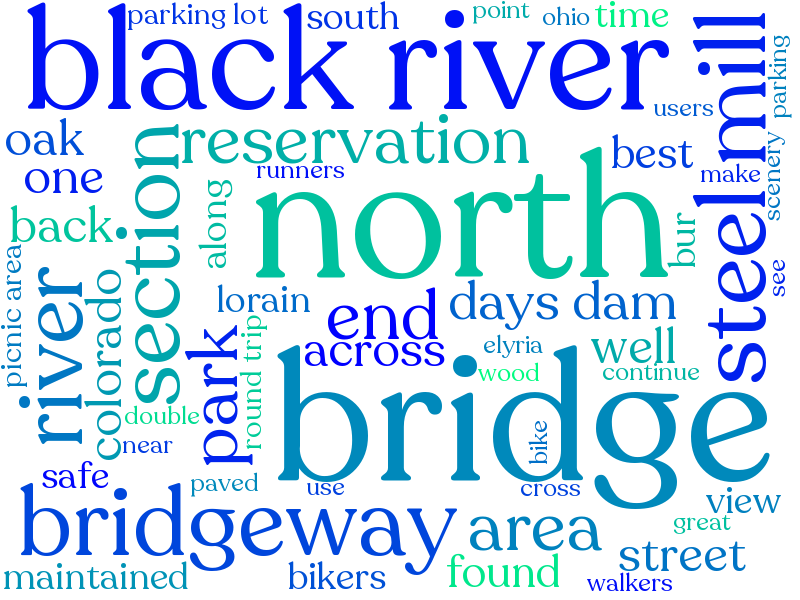 parking lot
south
point
ohio
time
black river
steel mill
parking
users
oak
section
reservation
best
scenery
one
runners
make
back
along
north
bur
see
picnic area
river
colorado
lorain
days dam
park
round trip
end
across
elyria
well
wood
continue
double
near
bridge
bike
safe
paved
use
cross
view
bridgeway
area
great
street
maintained
bikers
found
walkers